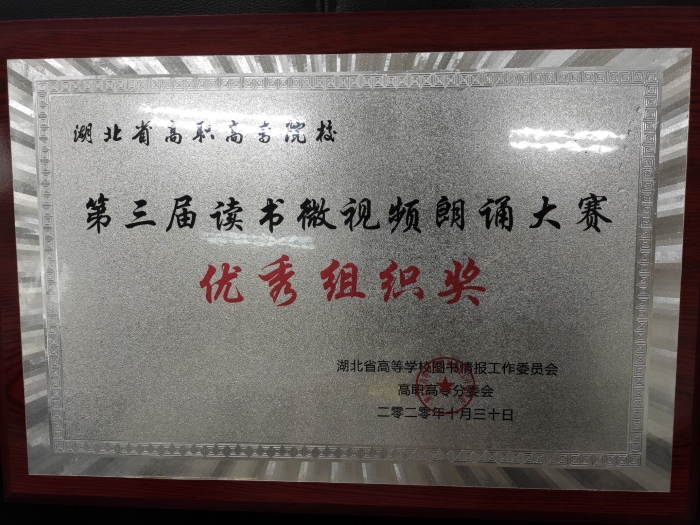 湖北省高职高专院校
第三届读书微视频朗诵大赛
优秀组织奖
湖北省高等学校图书情报工作委员会
高职高专分委会
二零二零年十月三十日